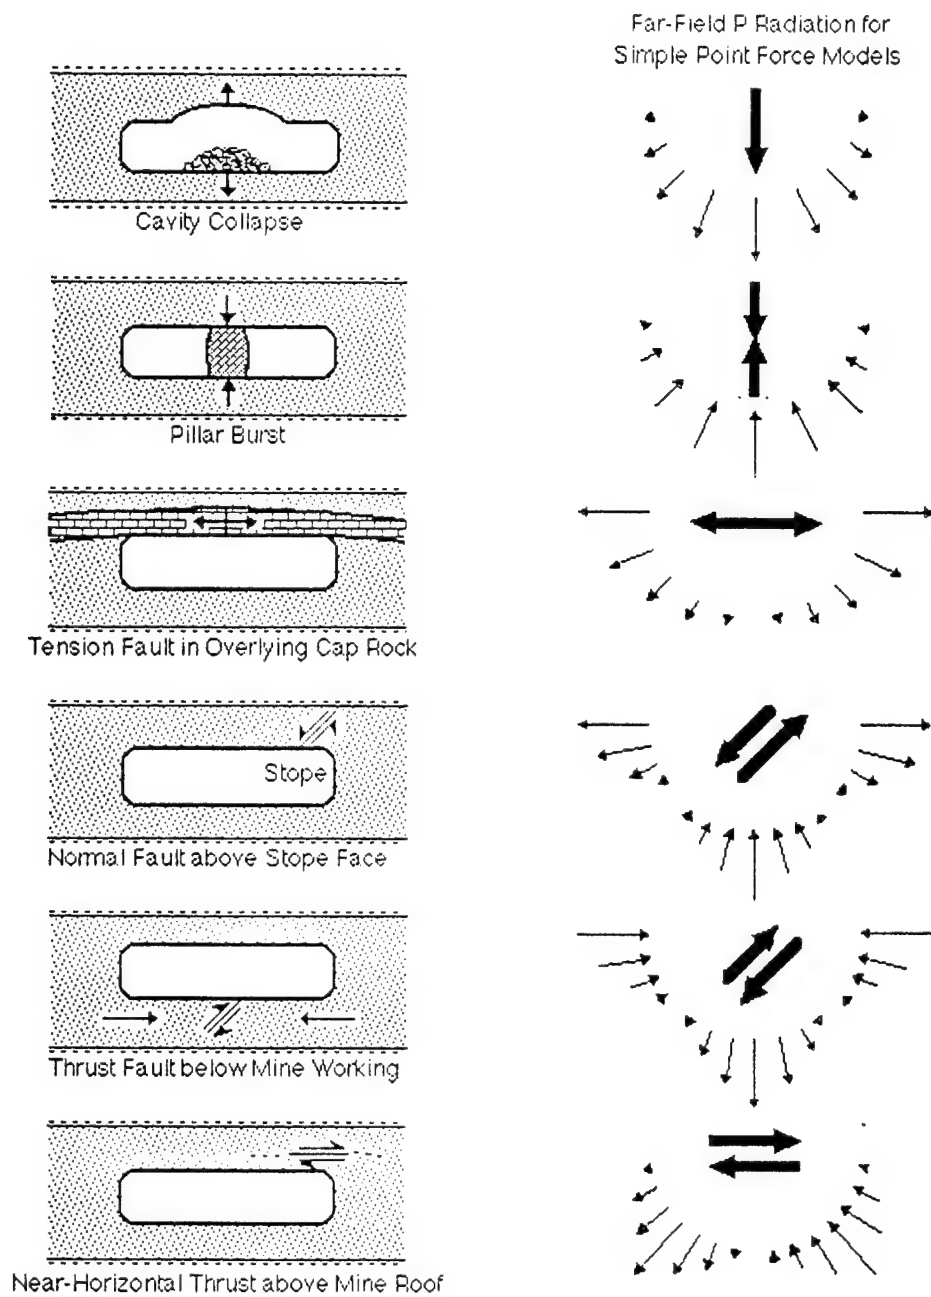 Far-Field P Radiation for
Simple Point Force Models
Cavity Collapse
Pillar Burst
Tension Fault in Overlying Cap Rock
Stope
Normal Fault above Stope Face
Thrust Fault below Mine Working
Near-Horizontal Thrust above Mine Roof